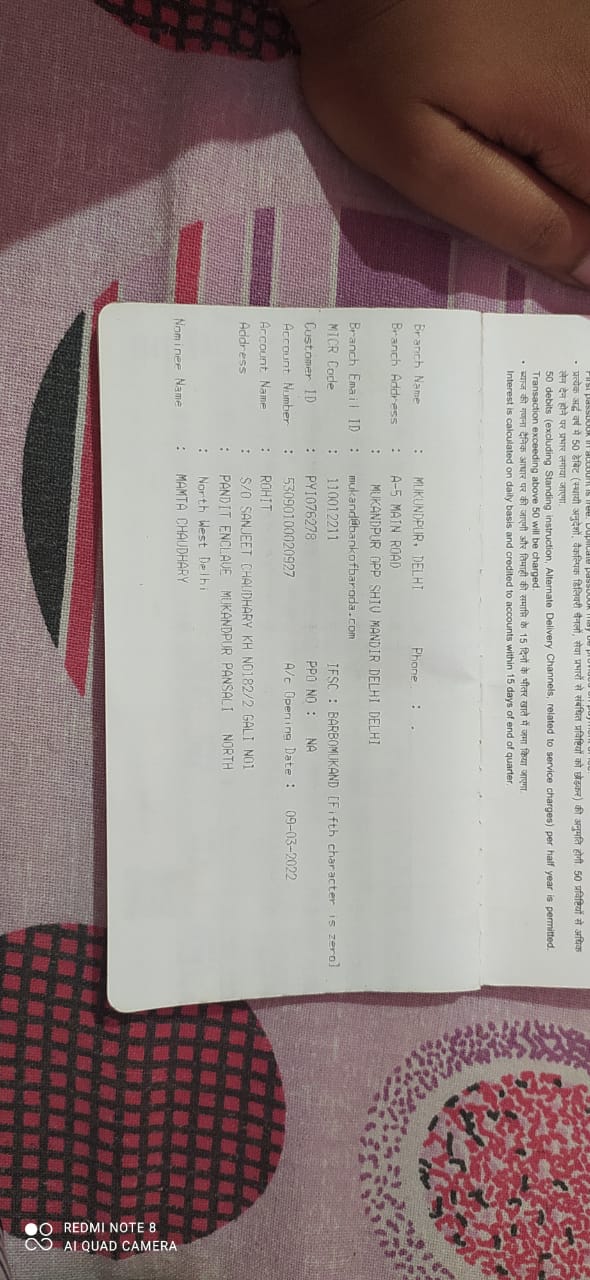 First passbook in account is free. Duplicate passbook may be provided on payment of fee.
• प्रत्येक अर्द्ध वर्ष में 50 डेबिट (स्थायी अनुदेशों, वैकल्पिक डिलिवरी चैनलों, सेवा प्रभारों से संबंधित प्रविष्टियों को छोड़कर) की अनुमति होगी. 50 प्रविष्टियों से अधिक
लेन देन होने पर प्रभार लगाया जाएगा.
50 debits (excluding Standing instruction, Alternate Delivery Channels, related to service charges) per half year is permitted.
Transaction exceeding above 50 will be charged.
• ब्याज की गणना दैनिक आधार पर की जाएगी और तिमाही की समाप्ति के 15 दिनों के भीतर खाते में जमा किया जाएगा.
Interest is calculated on daily basis and credited to accounts within 15 days of end of quarter.
Branch Name : MUKUNDPUR, DELHI Phone : .
Branch Address : A-5 MAIN ROAD
: MUKANDPUR OPP SHIV MANDIR DELHI DELHI
Branch Email ID : mukand@bankofbaroda.com
MICR Code : 110012211 IFSC : BARB0MUKAND [Fifth character is zero]
Customer ID : PYI076278 PPO NO : NA
Account Number : 53090100020927 A/c Opening Date : 09-03-2022
Account Name : ROHIT
Address : S/O SANJEET CHAUDHARY KH NO182/2 GALI NO1
: PANDIT ENCLAVE MUKANDPUR PANSALI NORTH
: North West Delhi
Nominee Name : MAMTA CHAUDHARY
REDMI NOTE 8
AI QUAD CAMERA